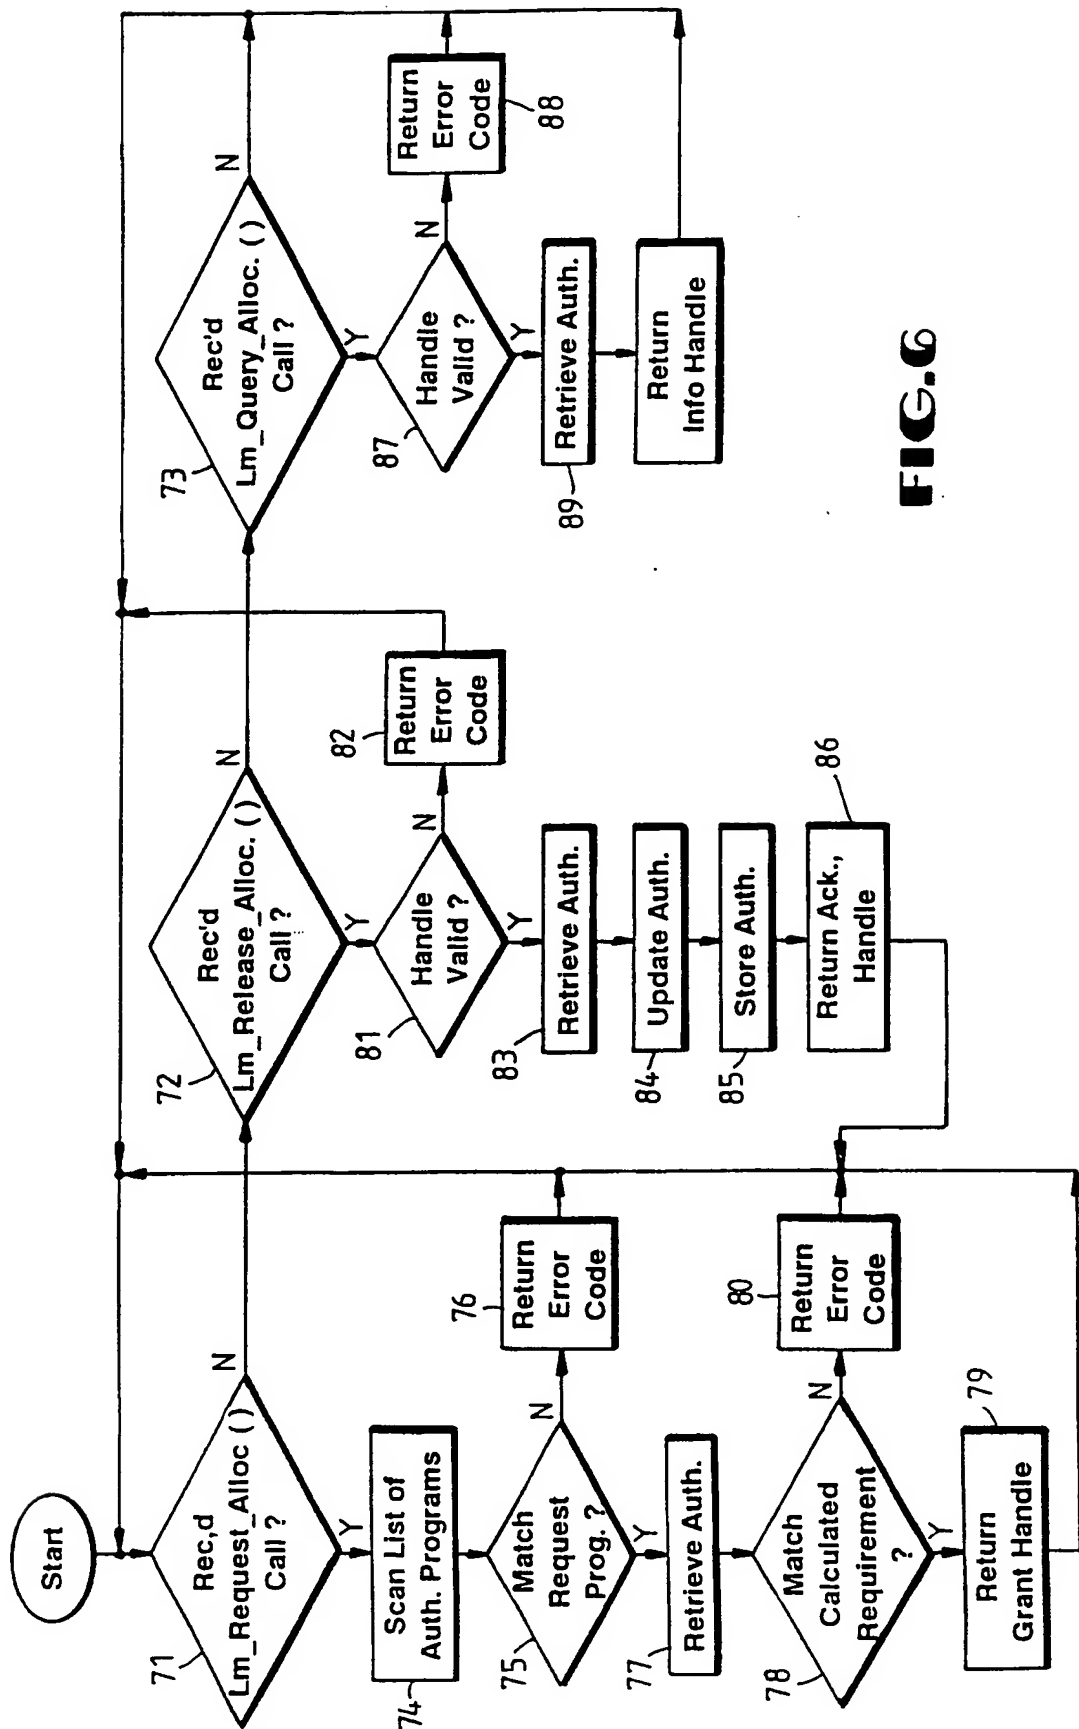 Start
71
Rec,d
Lm_Request_Alloc ( )
Call ?
N
Y
74
Scan List of
Auth. Programs
75
Match
Request
Prog. ?
N
Y
76
Return
Error
Code
77
Retrieve Auth.
78
Match
Calculated
Requirement
?
N
Y
80
Return
Error
Code
79
Return
Grant Handle
72
Rec'd
Lm_Release_Alloc. ( )
Call ?
N
Y
81
Handle
Valid ?
N
Y
82
Return
Error
Code
83
Retrieve Auth.
84
Update Auth.
85
Store Auth.
86
Return Ack.,
Handle
73
Rec'd
Lm_Query_Alloc. ( )
Call ?
N
Y
87
Handle
Valid ?
N
Y
88
Return
Error
Code
89
Retrieve Auth.
Return
Info Handle
FIG.6